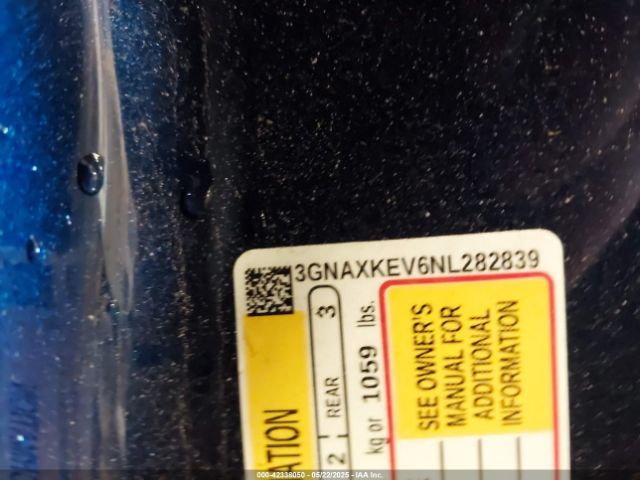 3GNAXKEV6NL282839
ATION
2 REAR 3
kg or 1059 lbs.
SEE OWNER'S
MANUAL FOR
ADDITIONAL
INFORMATION
000-42338050 - 05/22/2025 - IAA Inc.